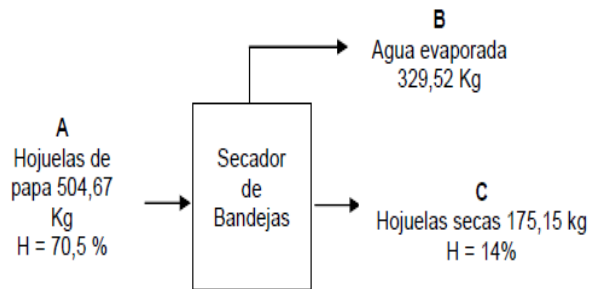 B
Agua evaporada
329,52 Kg
A
Hojuelas de
papa 504,67
Kg
H = 70,5 %
Secador
de
Bandejas
C
Hojuelas secas 175,15 kg
H = 14%